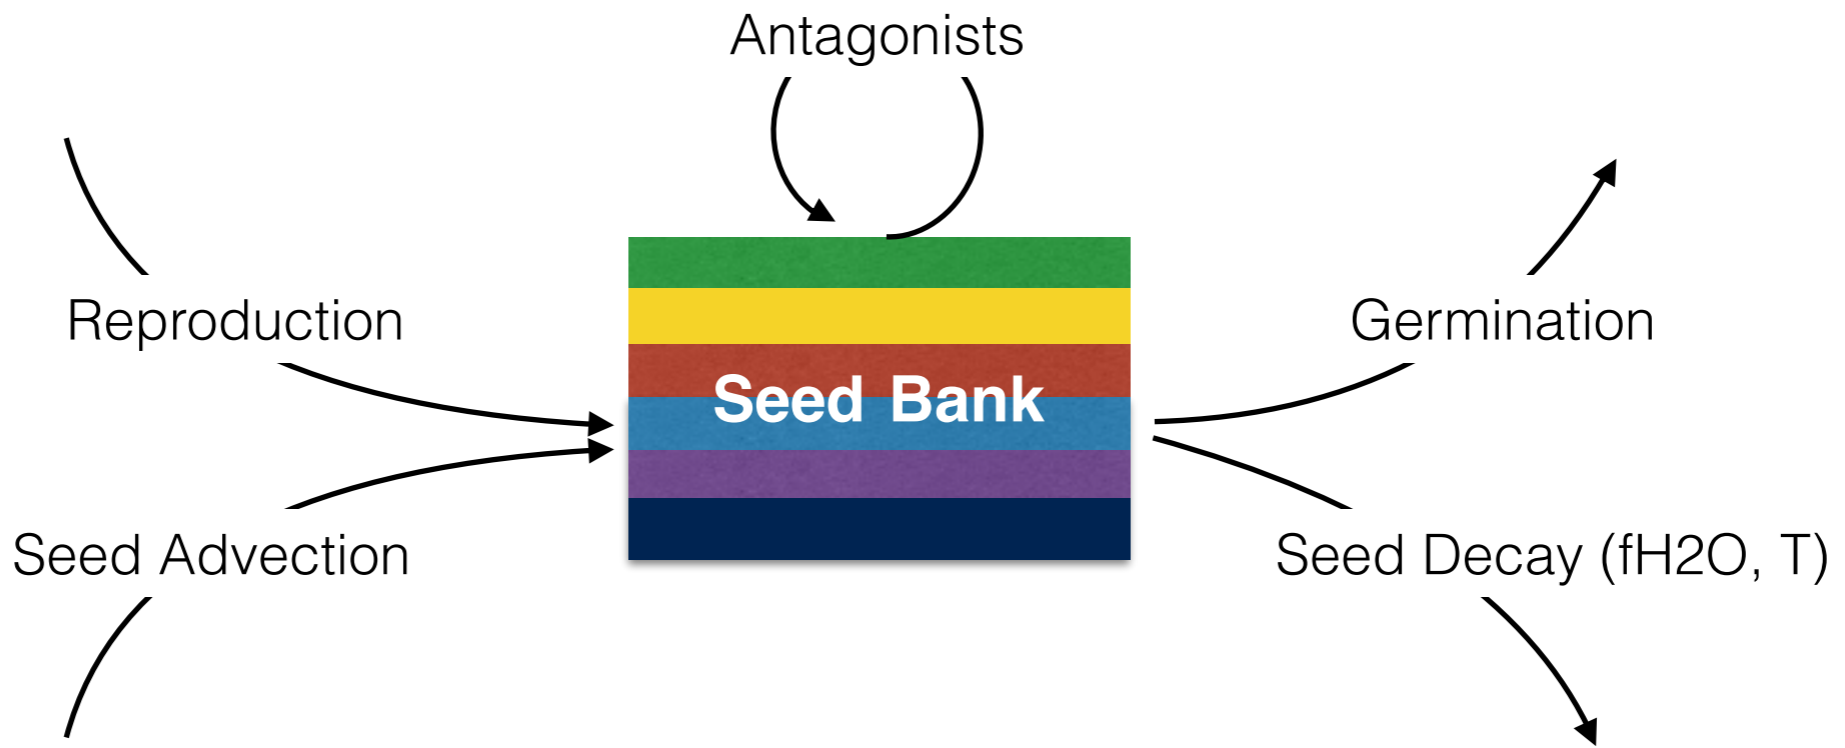 Antagonists
Reproduction
Germination
Seed Bank
Seed Advection
Seed Decay (fH2O, T)